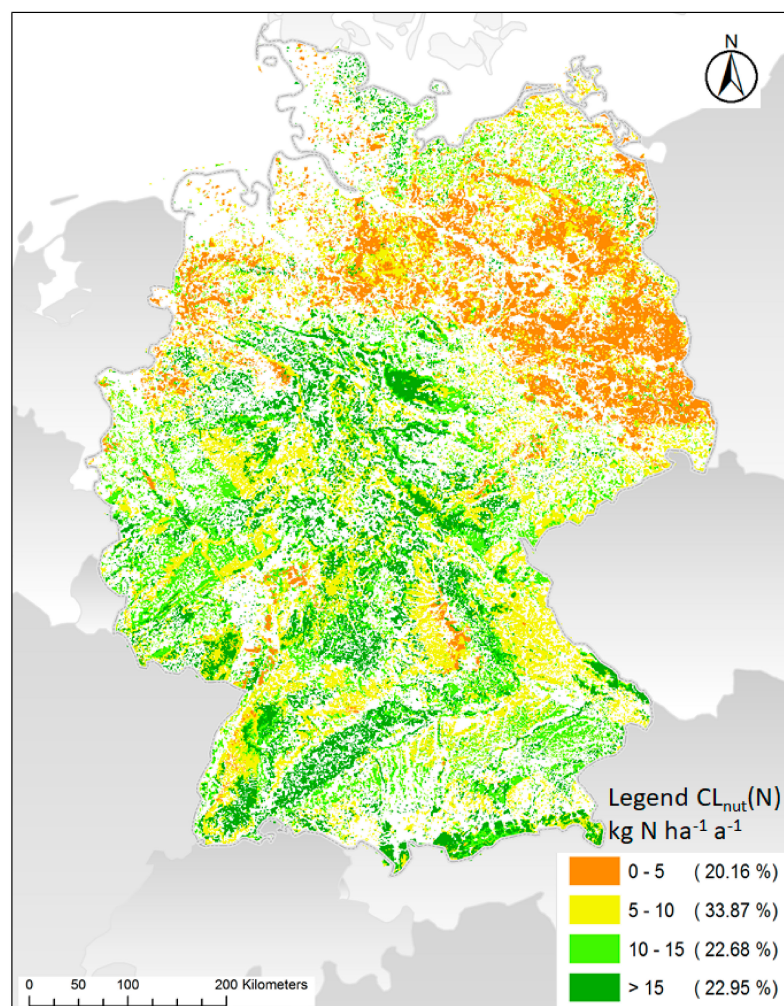 N
Legend CLnut(N)
kg N ha-1 a-1
0 - 5 ( 20.16 %)
5 - 10 ( 33.87 %)
10 - 15 ( 22.68 %)
> 15 ( 22.95 %)
0 50 100 200 Kilometers